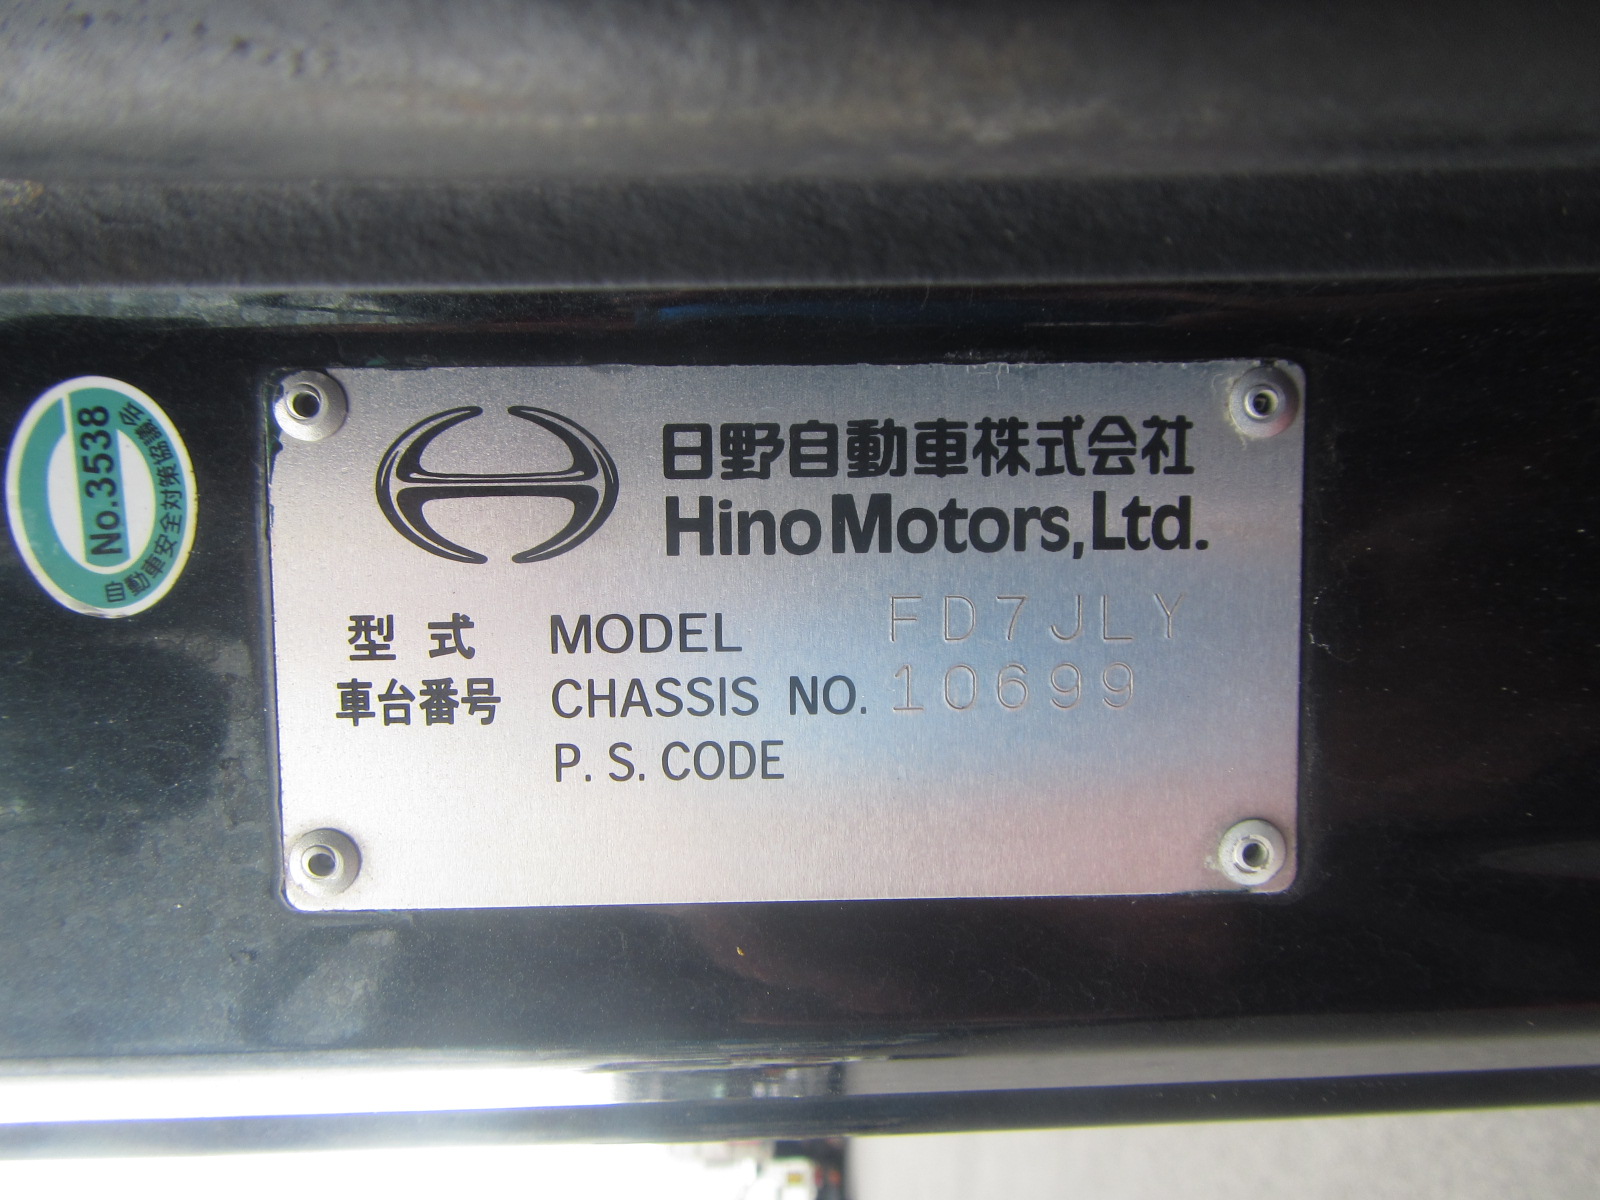 No.3538
自動車安全対策協議会
日野自動車株式会社
Hino Motors, Ltd.
型式 MODEL FD7JLY
車台番号 CHASSIS NO. 10699
P. S. CODE